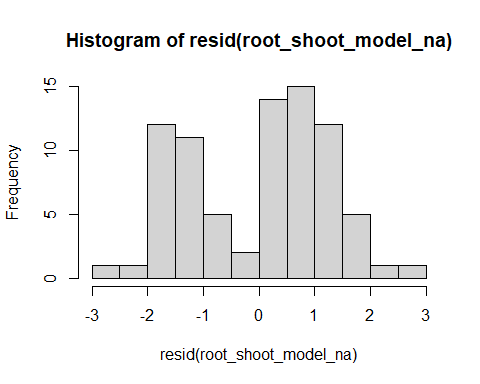 Histogram of resid(root_shoot_model_na)
Frequency
15
10
5
0
-3 -2 -1 0 1 2 3
resid(root_shoot_model_na)